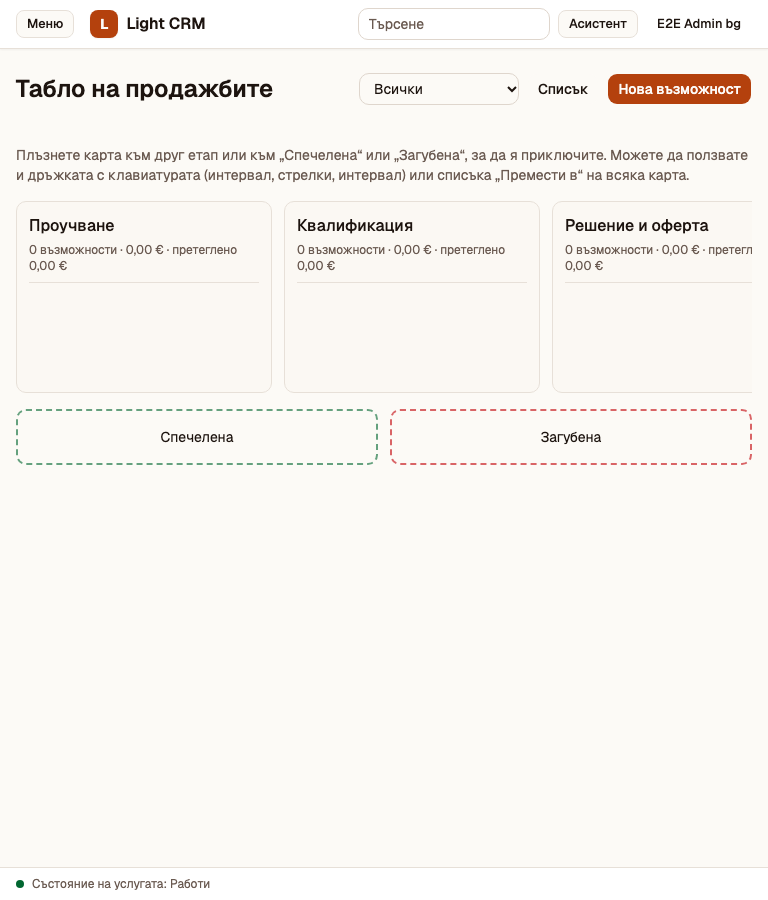 Меню
L
Light CRM
Търсене
Асистент
E2E Admin bg
Табло на продажбите
Всички
Списък
Нова възможност
Плъзнете карта към друг етап или към „Спечелена“ или „Загубена“, за да я приключите. Можете да ползвате
и дръжката с клавиатурата (интервал, стрелки, интервал) или списъка „Премести в“ на всяка карта.
Проучване
0 възможности · 0,00 € · претеглено
0,00 €
Квалификация
0 възможности · 0,00 € · претеглено
0,00 €
Решение и оферта
0 възможности · 0,00 € · претегл
0,00 €
Спечелена
Загубена
Състояние на услугата: Работи